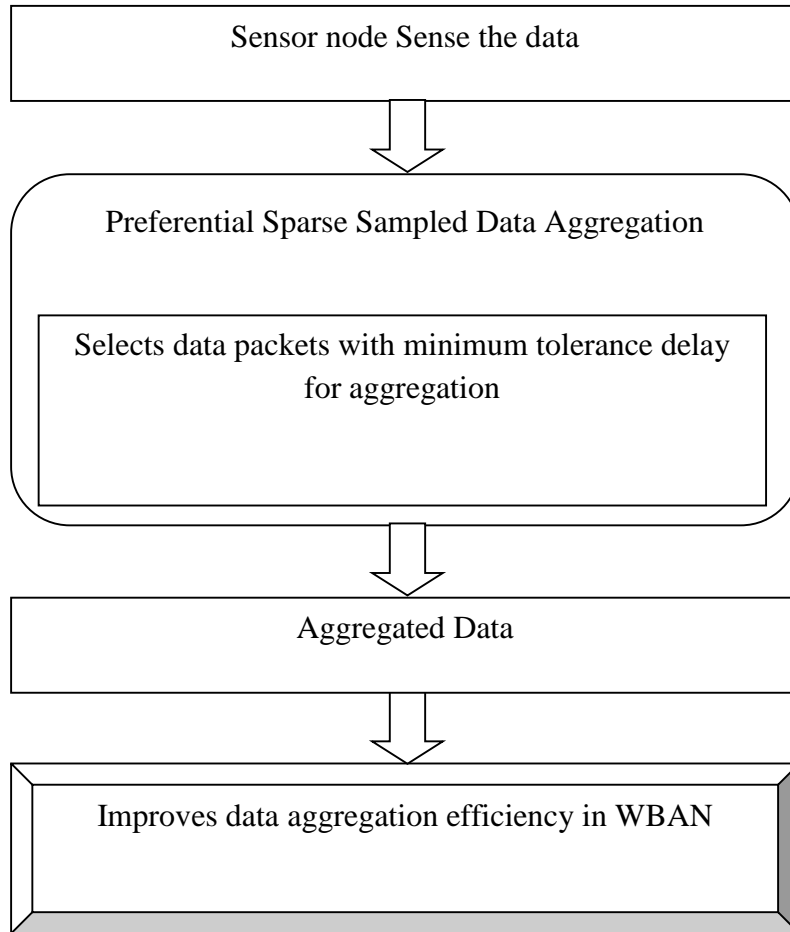 Sensor node Sense the data
Preferential Sparse Sampled Data Aggregation
Selects data packets with minimum tolerance delay
for aggregation
Aggregated Data
Improves data aggregation efficiency in WBAN